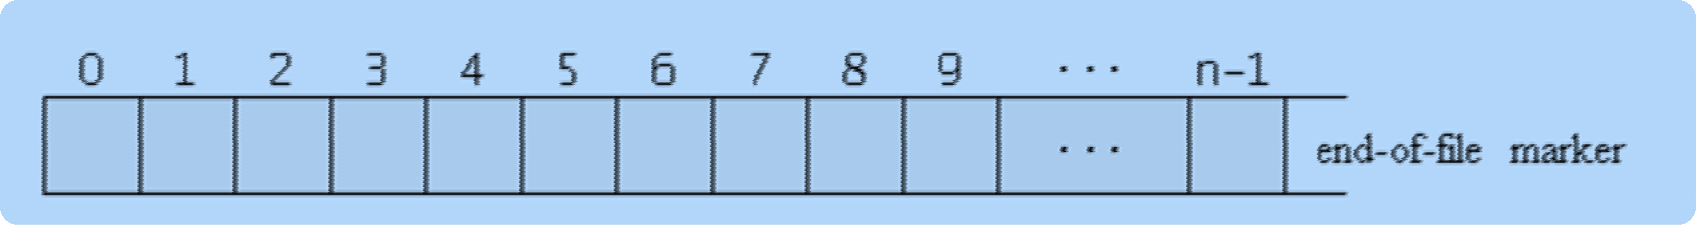 0 1 2 3 4 5 6 7 8 9 ... n-1
... end-of-file marker